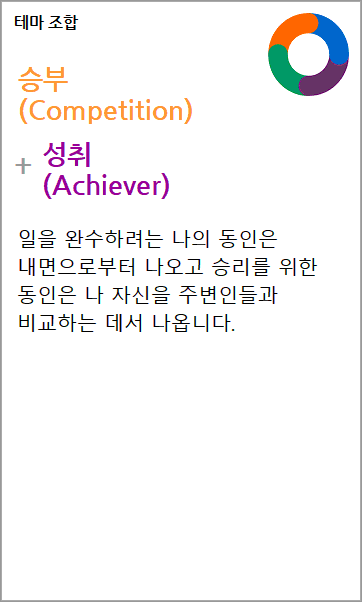 테마 조합
승부
(Competition)
+ 성취
(Achiever)
일을 완수하려는 나의 동인은
내면으로부터 나오고 승리를 위한
동인은 나 자신을 주변인들과
비교하는 데서 나옵니다.